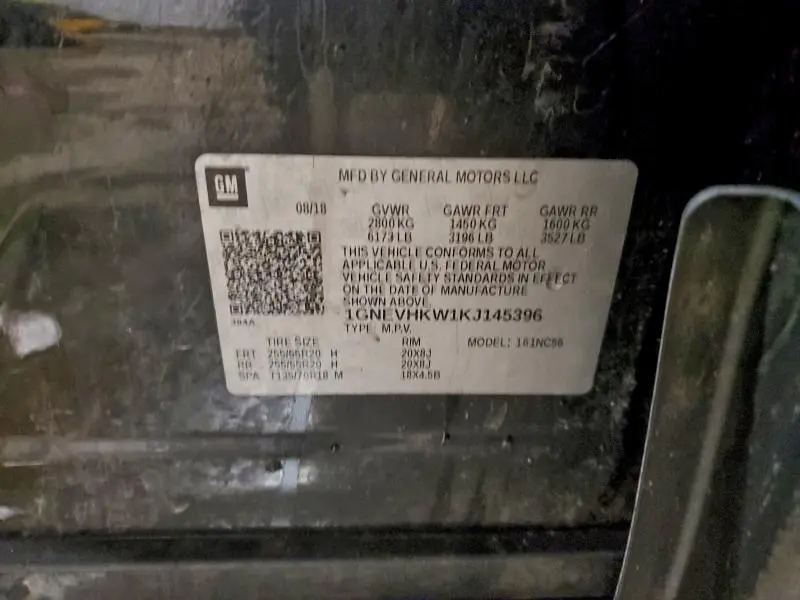 GM
MFD BY GENERAL MOTORS LLC
08/18 GVWR GAWR FRT GAWR RR
2800 KG 1450 KG 1600 KG
6173 LB 3196 LB 3527 LB
THIS VEHICLE CONFORMS TO ALL
APPLICABLE U.S. FEDERAL MOTOR
VEHICLE SAFETY STANDARDS IN EFFECT
ON THE DATE OF MANUFACTURE
SHOWN ABOVE.
1GNEVHKW1KJ145396
TYPE: M.P.V.
TIRE SIZE RIM MODEL: 1B1NC56
FRT 255/55R20 H 20X8J
RR 255/55R20 H 20X8J
SPA T135/70R18 M 18X4.5B